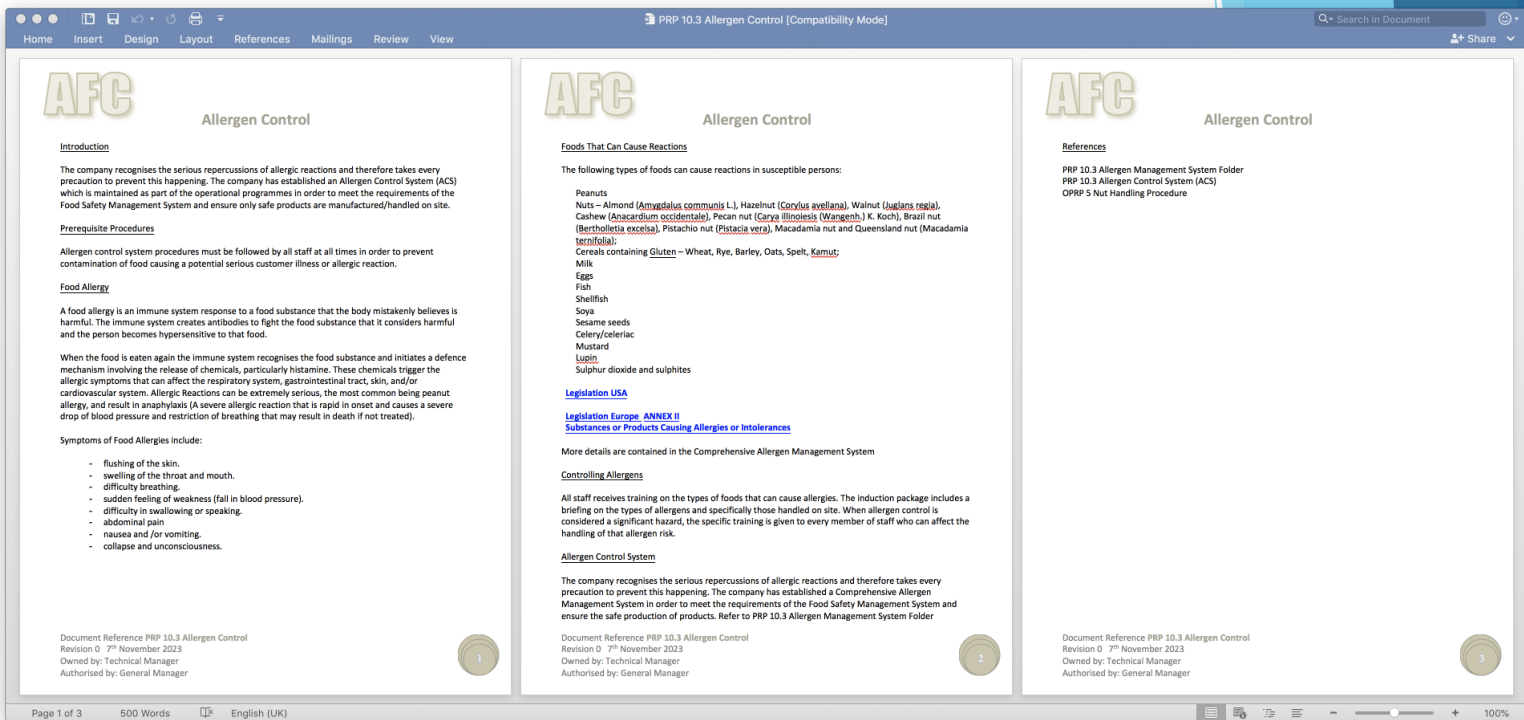 PRP 10.3 Allergen Control [Compatibility Mode]
Search in Document
Home Insert Design Layout References Mailings Review View
Share
AFC
Allergen Control
Introduction
The company recognises the serious repercussions of allergic reactions and therefore takes every
precaution to prevent this happening. The company has established an Allergen Control System (ACS)
which is maintained as part of the operational programmes in order to meet the requirements of the
Food Safety Management System and ensure only safe products are manufactured/handled on site.
Prerequisite Procedures
Allergen control system procedures must be followed by all staff at all times in order to prevent
contamination of food causing a potential serious customer illness or allergic reaction.
Food Allergy
A food allergy is an immune system response to a food substance that the body mistakenly believes is
harmful. The immune system creates antibodies to fight the food substance that it considers harmful
and the person becomes hypersensitive to that food.
When the food is eaten again the immune system recognises the food substance and initiates a defence
mechanism involving the release of chemicals, particularly histamine. These chemicals trigger the
allergic symptoms that can affect the respiratory system, gastrointestinal tract, skin, and/or
cardiovascular system. Allergic Reactions can be extremely serious, the most common being peanut
allergy, and result in anaphylaxis (A severe allergic reaction that is rapid in onset and causes a severe
drop of blood pressure and restriction of breathing that may result in death if not treated).
Symptoms of Food Allergies include:
- flushing of the skin.
- swelling of the throat and mouth.
- difficulty breathing.
- sudden feeling of weakness (fall in blood pressure).
- difficulty in swallowing or speaking.
- abdominal pain
- nausea and /or vomiting.
- collapse and unconsciousness.
Document Reference PRP 10.3 Allergen Control
Revision 0 7th November 2023
Owned by: Technical Manager
Authorised by: General Manager
1
AFC
Allergen Control
Foods That Can Cause Reactions
The following types of foods can cause reactions in susceptible persons:
Peanuts
Nuts – Almond (Amygdalus communis L.), Hazelnut (Corylus avellana), Walnut (Juglans regia),
Cashew (Anacardium occidentale), Pecan nut (Carya illinoiesis (Wangenh.) K. Koch), Brazil nut
(Bertholletia excelsa), Pistachio nut (Pistacia vera), Macadamia nut and Queensland nut (Macadamia
ternifolia);
Cereals containing Gluten – Wheat, Rye, Barley, Oats, Spelt, Kamut;
Milk
Eggs
Fish
Shellfish
Soya
Sesame seeds
Celery/celeriac
Mustard
Lupin
Sulphur dioxide and sulphites
Legislation USA
Legislation Europe ANNEX II
Substances or Products Causing Allergies or Intolerances
More details are contained in the Comprehensive Allergen Management System
Controlling Allergens
All staff receives training on the types of foods that can cause allergies. The induction package includes a
briefing on the types of allergens and specifically those handled on site. When allergen control is
considered a significant hazard, the specific training is given to every member of staff who can affect the
handling of that allergen risk.
Allergen Control System
The company recognises the serious repercussions of allergic reactions and therefore takes every
precaution to prevent this happening. The company has established a Comprehensive Allergen
Management System in order to meet the requirements of the Food Safety Management System and
ensure the safe production of products. Refer to PRP 10.3 Allergen Management System Folder
Document Reference PRP 10.3 Allergen Control
Revision 0 7th November 2023
Owned by: Technical Manager
Authorised by: General Manager
2
AFC
Allergen Control
References
PRP 10.3 Allergen Management System Folder
PRP 10.3 Allergen Control System (ACS)
OPRP 5 Nut Handling Procedure
Document Reference PRP 10.3 Allergen Control
Revision 0 7th November 2023
Owned by: Technical Manager
Authorised by: General Manager
3
Page 1 of 3 500 Words English (UK) 100%